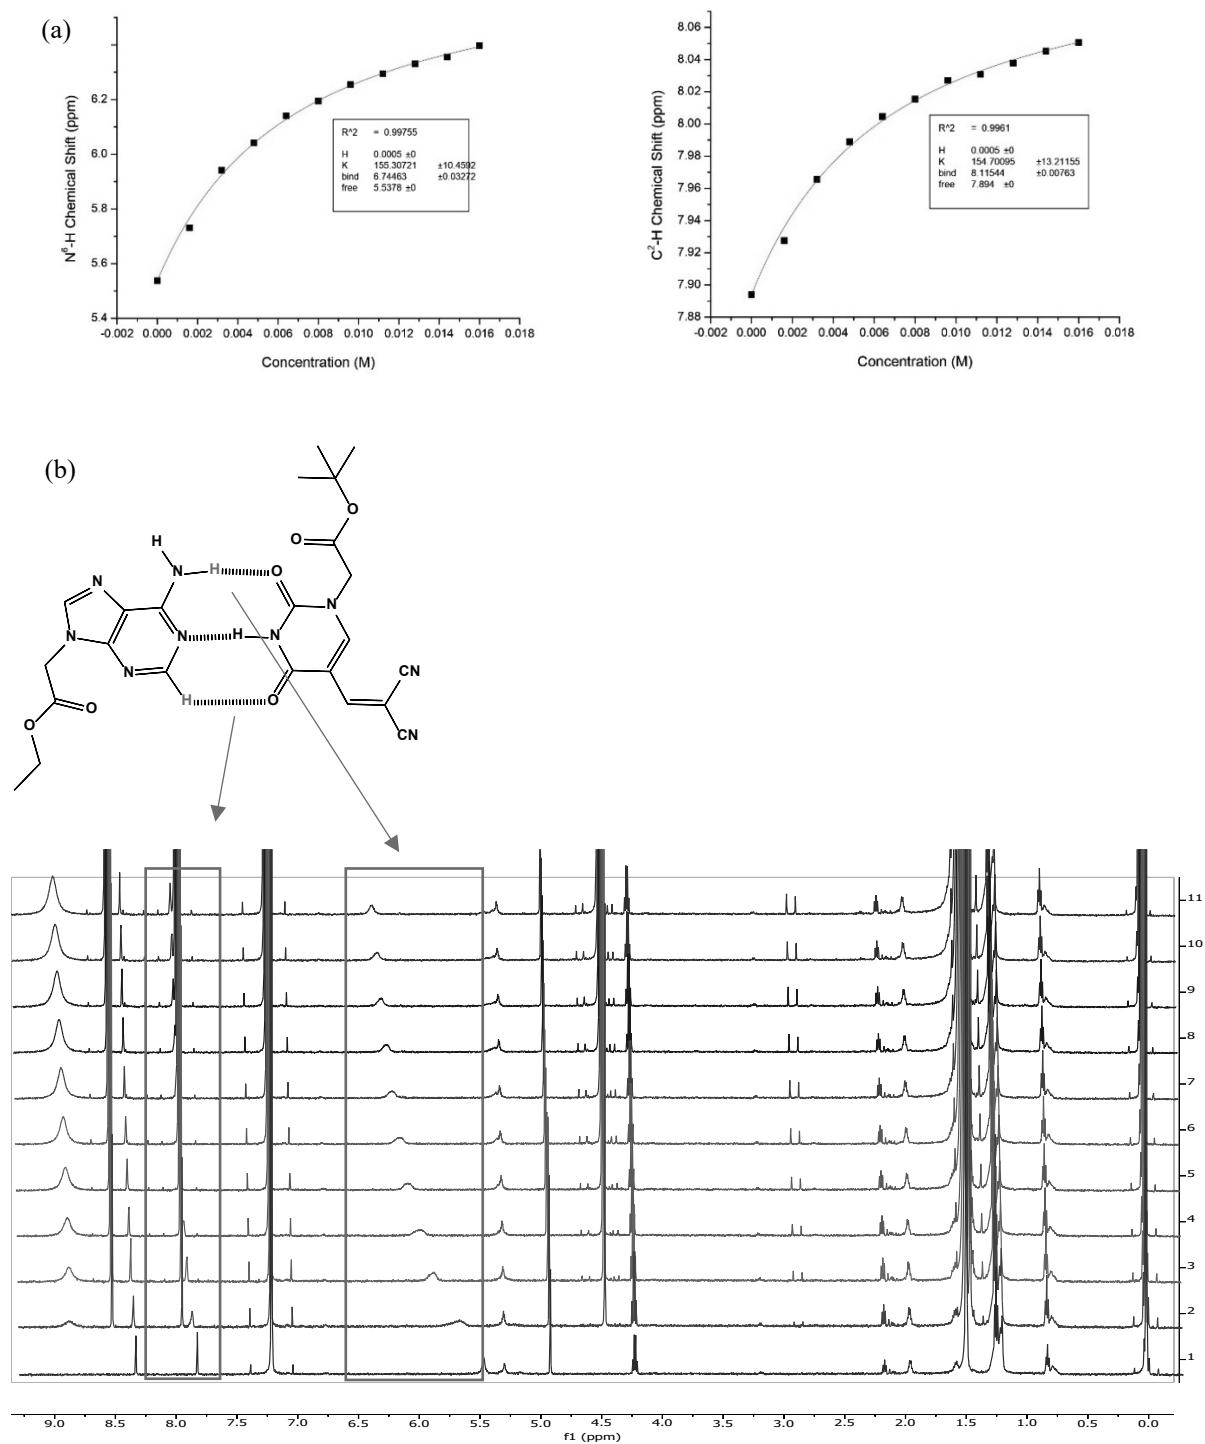 (a)
N⁶-H Chemical Shift (ppm)
6.2
6.0
5.8
5.6
5.4
-0.002 0.000 0.002 0.004 0.006 0.008 0.010 0.012 0.014 0.016 0.018
Concentration (M)
R^2 = 0.99755
H 0.0005 ±0
K 155.30721 ±10.4592
bind 6.74463 ±0.03272
free 5.5378 ±0
C²-H Chemical Shift (ppm)
8.06
8.04
8.02
8.00
7.98
7.96
7.94
7.92
7.90
7.88
-0.002 0.000 0.002 0.004 0.006 0.008 0.010 0.012 0.014 0.016 0.018
Concentration (M)
R^2 = 0.9961
H 0.0005 ±0
K 154.70095 ±13.21155
bind 8.11544 ±0.00763
free 7.894 ±0
(b)
O
O
H
N H O
N
N
N
N H N
N
H O
CN
CN
O
O
11
10
9
8
7
6
5
4
3
2
1
9.0 8.5 8.0 7.5 7.0 6.5 6.0 5.5 5.0 4.5 4.0 3.5 3.0 2.5 2.0 1.5 1.0 0.5 0.0
f1 (ppm)